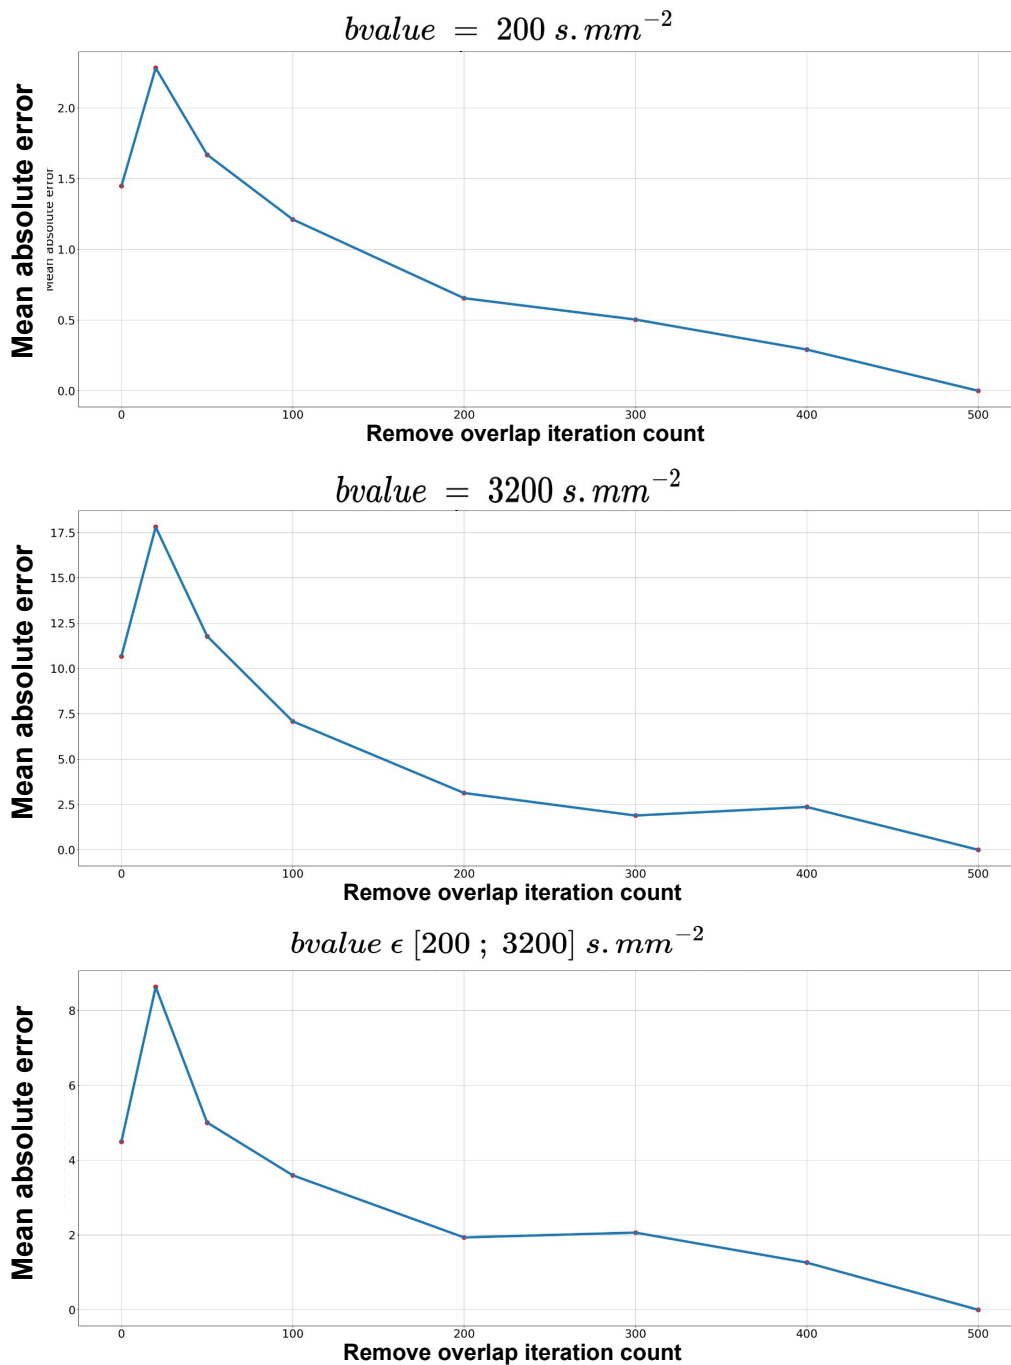 bvalue = 200 s.mm⁻²
Mean absolute error
Mean absolute error
2.0
1.5
1.0
0.5
0.0
0 100 200 300 400 500
Remove overlap iteration count
bvalue = 3200 s.mm⁻²
Mean absolute error
17.5
15.0
12.5
10.0
7.5
5.0
2.5
0.0
0 100 200 300 400 500
Remove overlap iteration count
bvalue ϵ [200 ; 3200] s.mm⁻²
Mean absolute error
8
6
4
2
0
0 100 200 300 400 500
Remove overlap iteration count